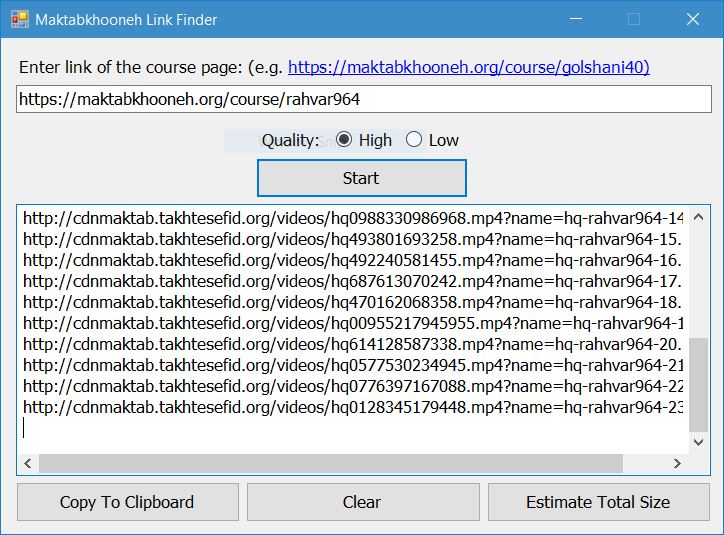 Maktabkhooneh Link Finder
Enter link of the course page: (e.g. https://maktabkhooneh.org/course/golshani40)
https://maktabkhooneh.org/course/rahvar964
Quality: High Low
Start
http://cdnmaktab.takhtesefid.org/videos/hq0988330986968.mp4?name=hq-rahvar964-14
http://cdnmaktab.takhtesefid.org/videos/hq493801693258.mp4?name=hq-rahvar964-15.
http://cdnmaktab.takhtesefid.org/videos/hq492240581455.mp4?name=hq-rahvar964-16.
http://cdnmaktab.takhtesefid.org/videos/hq687613070242.mp4?name=hq-rahvar964-17.
http://cdnmaktab.takhtesefid.org/videos/hq470162068358.mp4?name=hq-rahvar964-18.
http://cdnmaktab.takhtesefid.org/videos/hq00955217945955.mp4?name=hq-rahvar964-1
http://cdnmaktab.takhtesefid.org/videos/hq614128587338.mp4?name=hq-rahvar964-20.
http://cdnmaktab.takhtesefid.org/videos/hq0577530234945.mp4?name=hq-rahvar964-21
http://cdnmaktab.takhtesefid.org/videos/hq0776397167088.mp4?name=hq-rahvar964-22
http://cdnmaktab.takhtesefid.org/videos/hq0128345179448.mp4?name=hq-rahvar964-23
Copy To Clipboard Clear Estimate Total Size